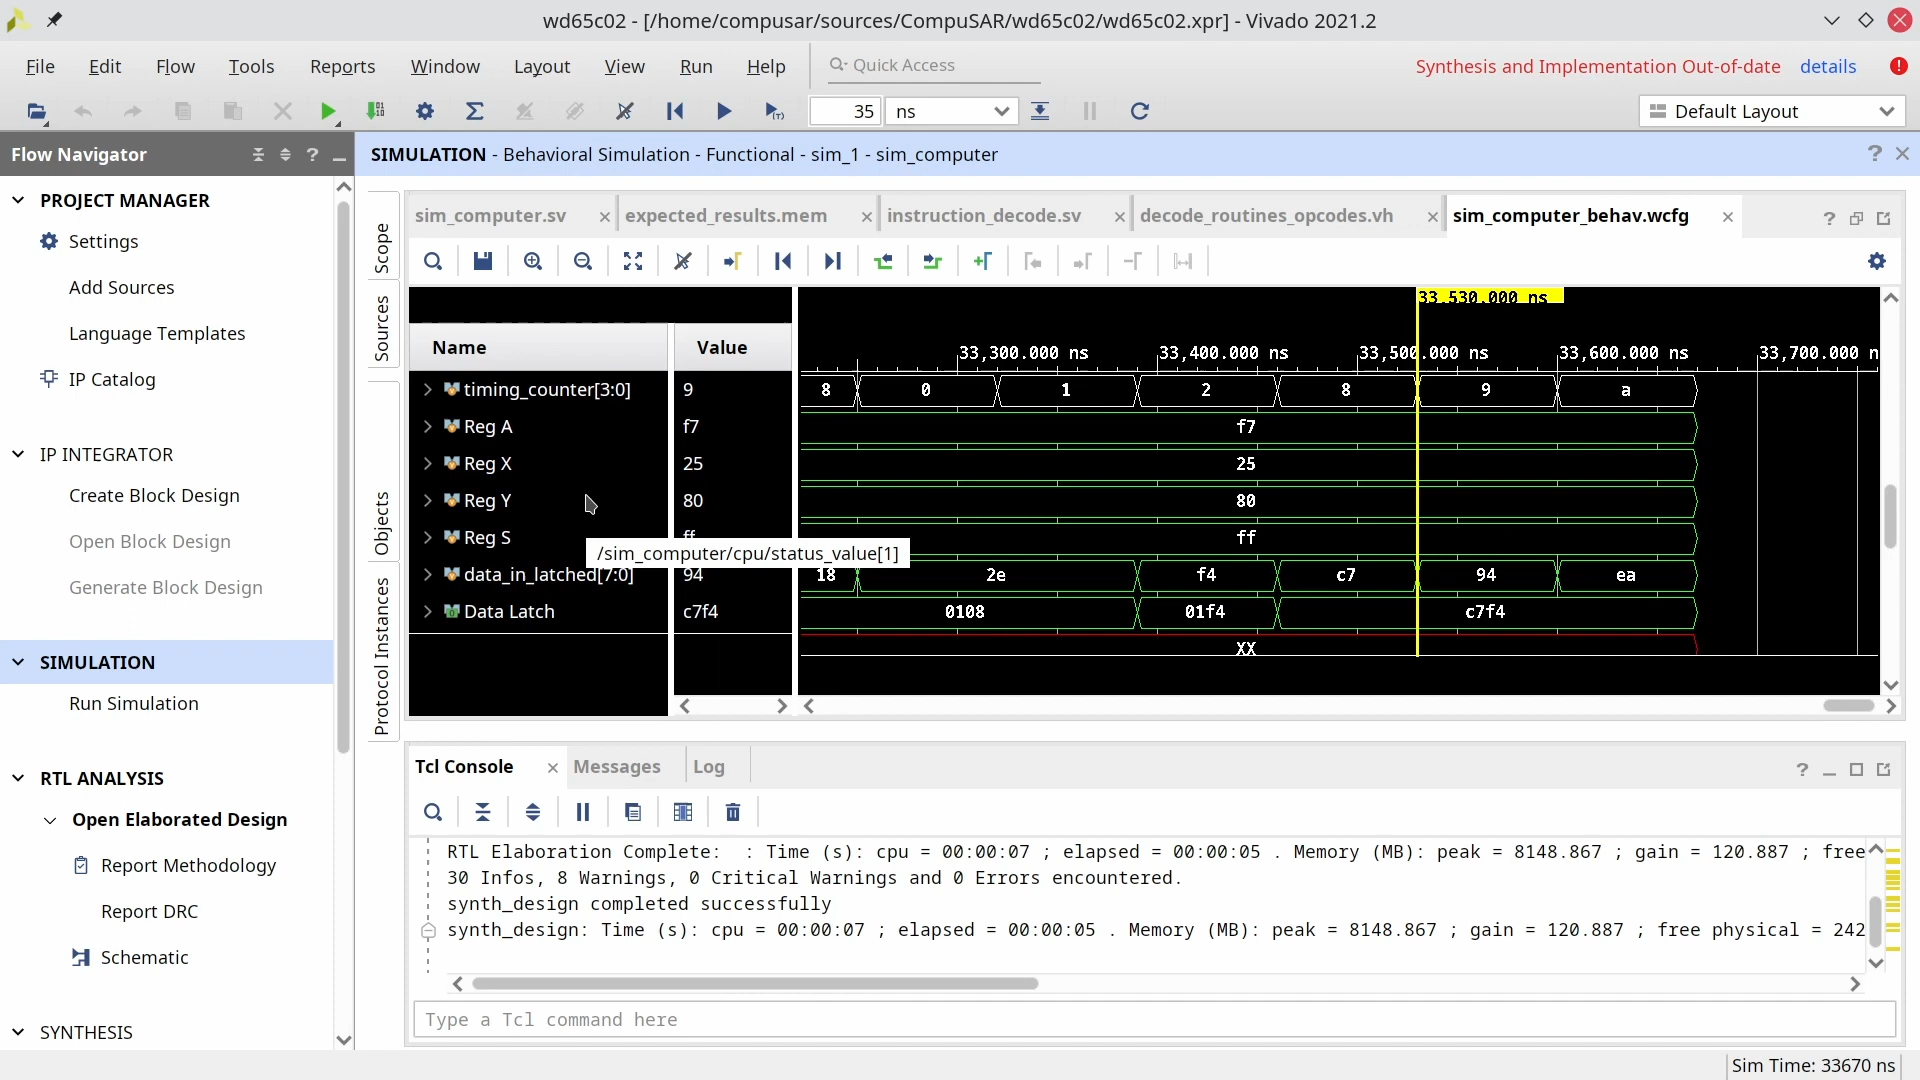 wd65c02 - [/home/compusar/sources/CompuSAR/wd65c02/wd65c02.xpr] - Vivado 2021.2
File Edit Flow Tools Reports Window Layout View Run Help Quick Access Synthesis and Implementation Out-of-date details
35 ns Default Layout
Flow Navigator
PROJECT MANAGER
Settings
Add Sources
Language Templates
IP Catalog
IP INTEGRATOR
Create Block Design
Open Block Design
Generate Block Design
SIMULATION
Run Simulation
RTL ANALYSIS
Open Elaborated Design
Report Methodology
Report DRC
Schematic
SYNTHESIS
SIMULATION - Behavioral Simulation - Functional - sim_1 - sim_computer
Scope
Sources
Objects
Protocol Instances
sim_computer.sv expected_results.mem instruction_decode.sv decode_routines_opcodes.vh sim_computer_behav.wcfg
33,530.000 ns
Name Value
33,300.000 ns 33,400.000 ns 33,500.000 ns 33,600.000 ns 33,700.000 n
timing_counter[3:0] 9 8 0 1 2 8 9 a
Reg A f7 f7
Reg X 25 25
Reg Y 80 80
Reg S ff ff
/sim_computer/cpu/status_value[1]
data_in_latched[7:0] 94 18 2e f4 c7 94 ea
Data Latch c7f4 0108 01f4 c7f4
XX
Tcl Console Messages Log
RTL Elaboration Complete:  : Time (s): cpu = 00:00:07 ; elapsed = 00:00:05 . Memory (MB): peak = 8148.867 ; gain = 120.887 ; free
30 Infos, 8 Warnings, 0 Critical Warnings and 0 Errors encountered.
synth_design completed successfully
synth_design: Time (s): cpu = 00:00:07 ; elapsed = 00:00:05 . Memory (MB): peak = 8148.867 ; gain = 120.887 ; free physical = 242
Type a Tcl command here
Sim Time: 33670 ns